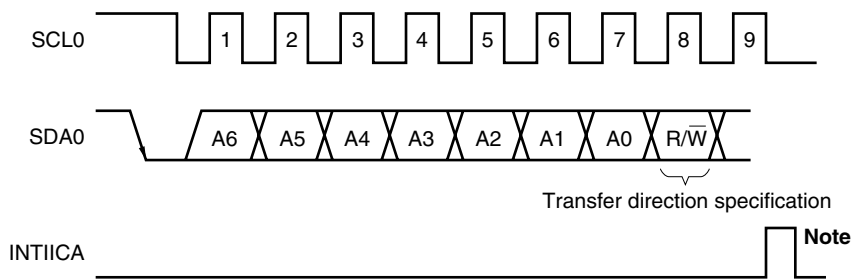 SCL0 1 2 3 4 5 6 7 8 9
SDA0 A6 A5 A4 A3 A2 A1 A0 R/W̅
Transfer direction specification
Note
INTIICA